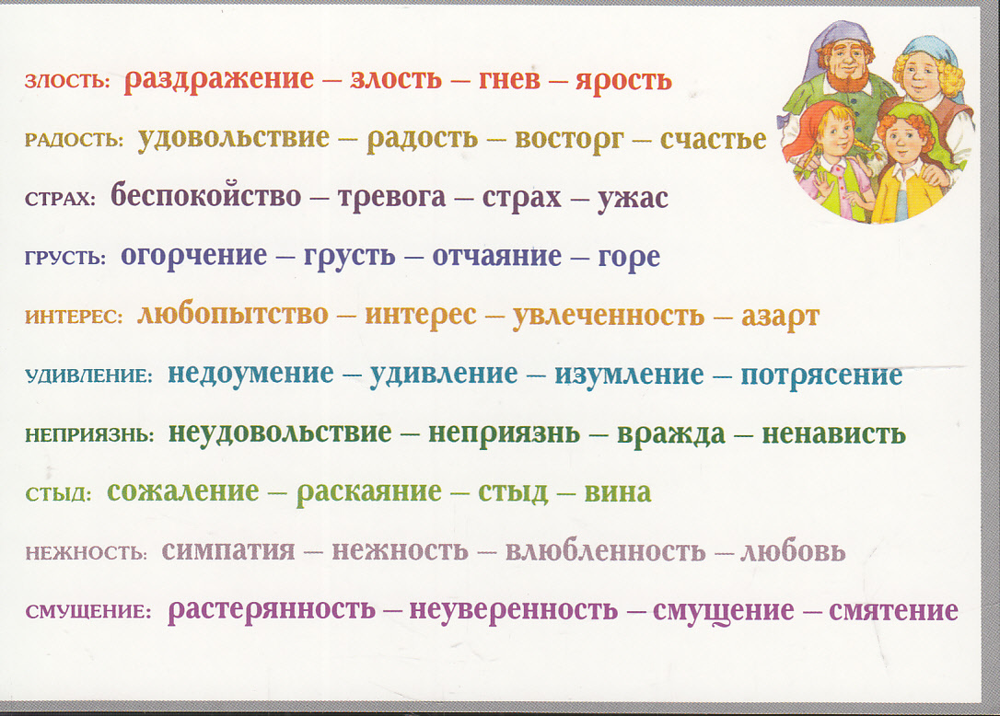 ЗЛОСТЬ: раздражение – злость – гнев – ярость
РАДОСТЬ: удовольствие – радость – восторг – счастье
СТРАХ: беспокойство – тревога – страх – ужас
ГРУСТЬ: огорчение – грусть – отчаяние – горе
ИНТЕРЕС: любопытство – интерес – увлеченность – азарт
УДИВЛЕНИЕ: недоумение – удивление – изумление – потрясение
НЕПРИЯЗНЬ: неудовольствие – неприязнь – вражда – ненависть
СТЫД: сожаление – раскаяние – стыд – вина
НЕЖНОСТЬ: симпатия – нежность – влюбленность – любовь
СМУЩЕНИЕ: растерянность – неуверенность – смущение – смятение